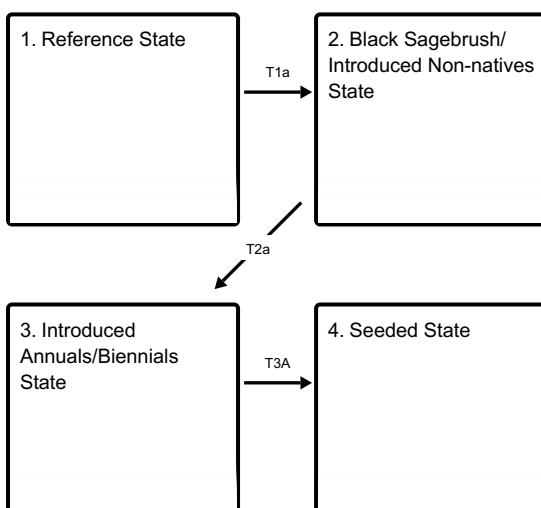 1. Reference State
T1a
2. Black Sagebrush/
Introduced Non-natives
State
T2a
3. Introduced
Annuals/Biennials
State
T3A
4. Seeded State